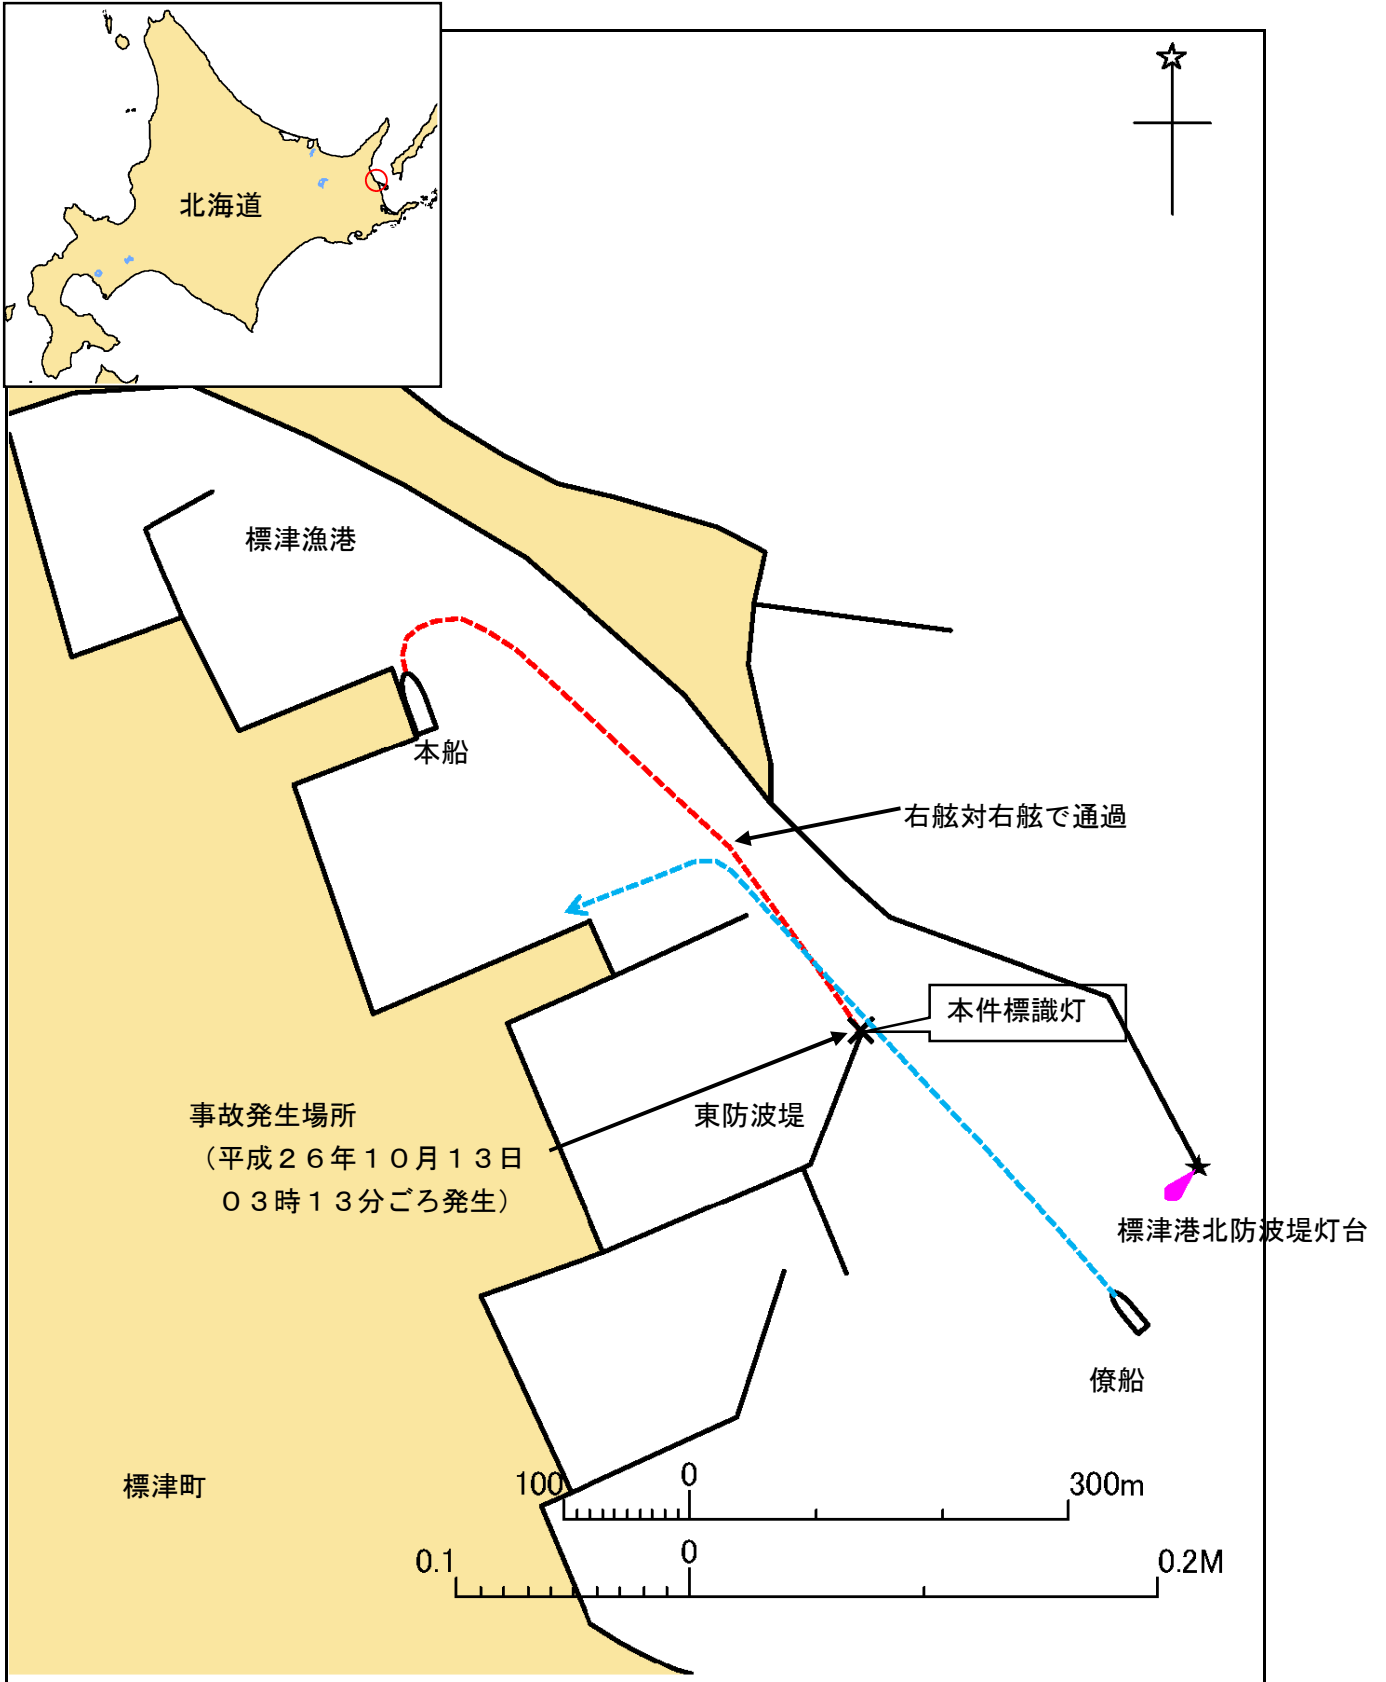 北海道
標津漁港
本船
右舷対右舷で通過
本件標識灯
事故発生場所
（平成２６年１０月１３日
０３時１３分ごろ発生）
東防波堤
標津港北防波堤灯台
僚船
標津町
100 0 300m
0.1 0 0.2M